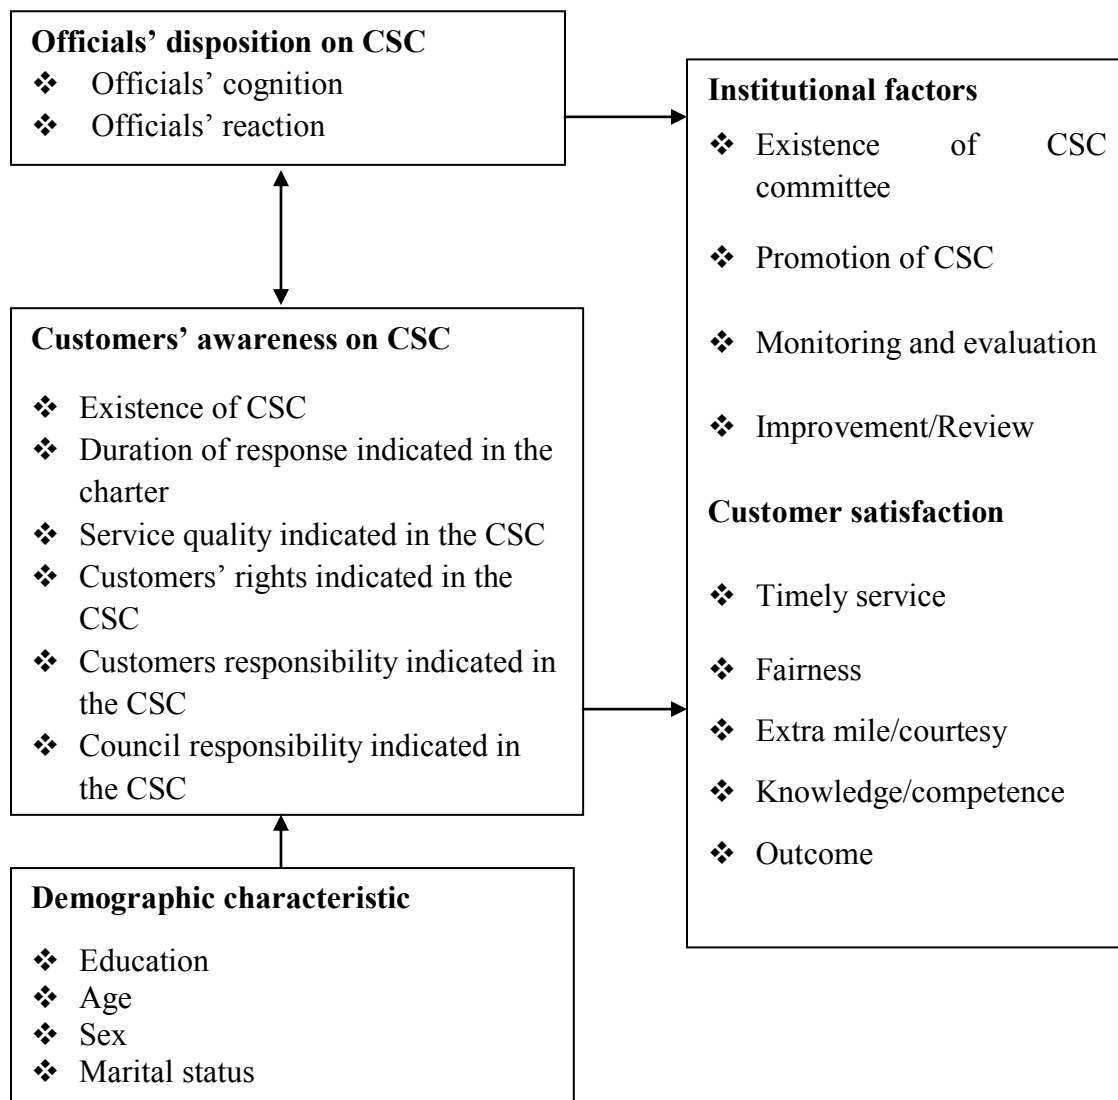 Officials’ disposition on CSC
❖ Officials’ cognition
❖ Officials’ reaction
Customers’ awareness on CSC
❖ Existence of CSC
❖ Duration of response indicated in the
charter
❖ Service quality indicated in the CSC
❖ Customers’ rights indicated in the
CSC
❖ Customers responsibility indicated in
the CSC
❖ Council responsibility indicated in
the CSC
Demographic characteristic
❖ Education
❖ Age
❖ Sex
❖ Marital status
Institutional factors
❖ Existence of CSC
committee
❖ Promotion of CSC
❖ Monitoring and evaluation
❖ Improvement/Review
Customer satisfaction
❖ Timely service
❖ Fairness
❖ Extra mile/courtesy
❖ Knowledge/competence
❖ Outcome